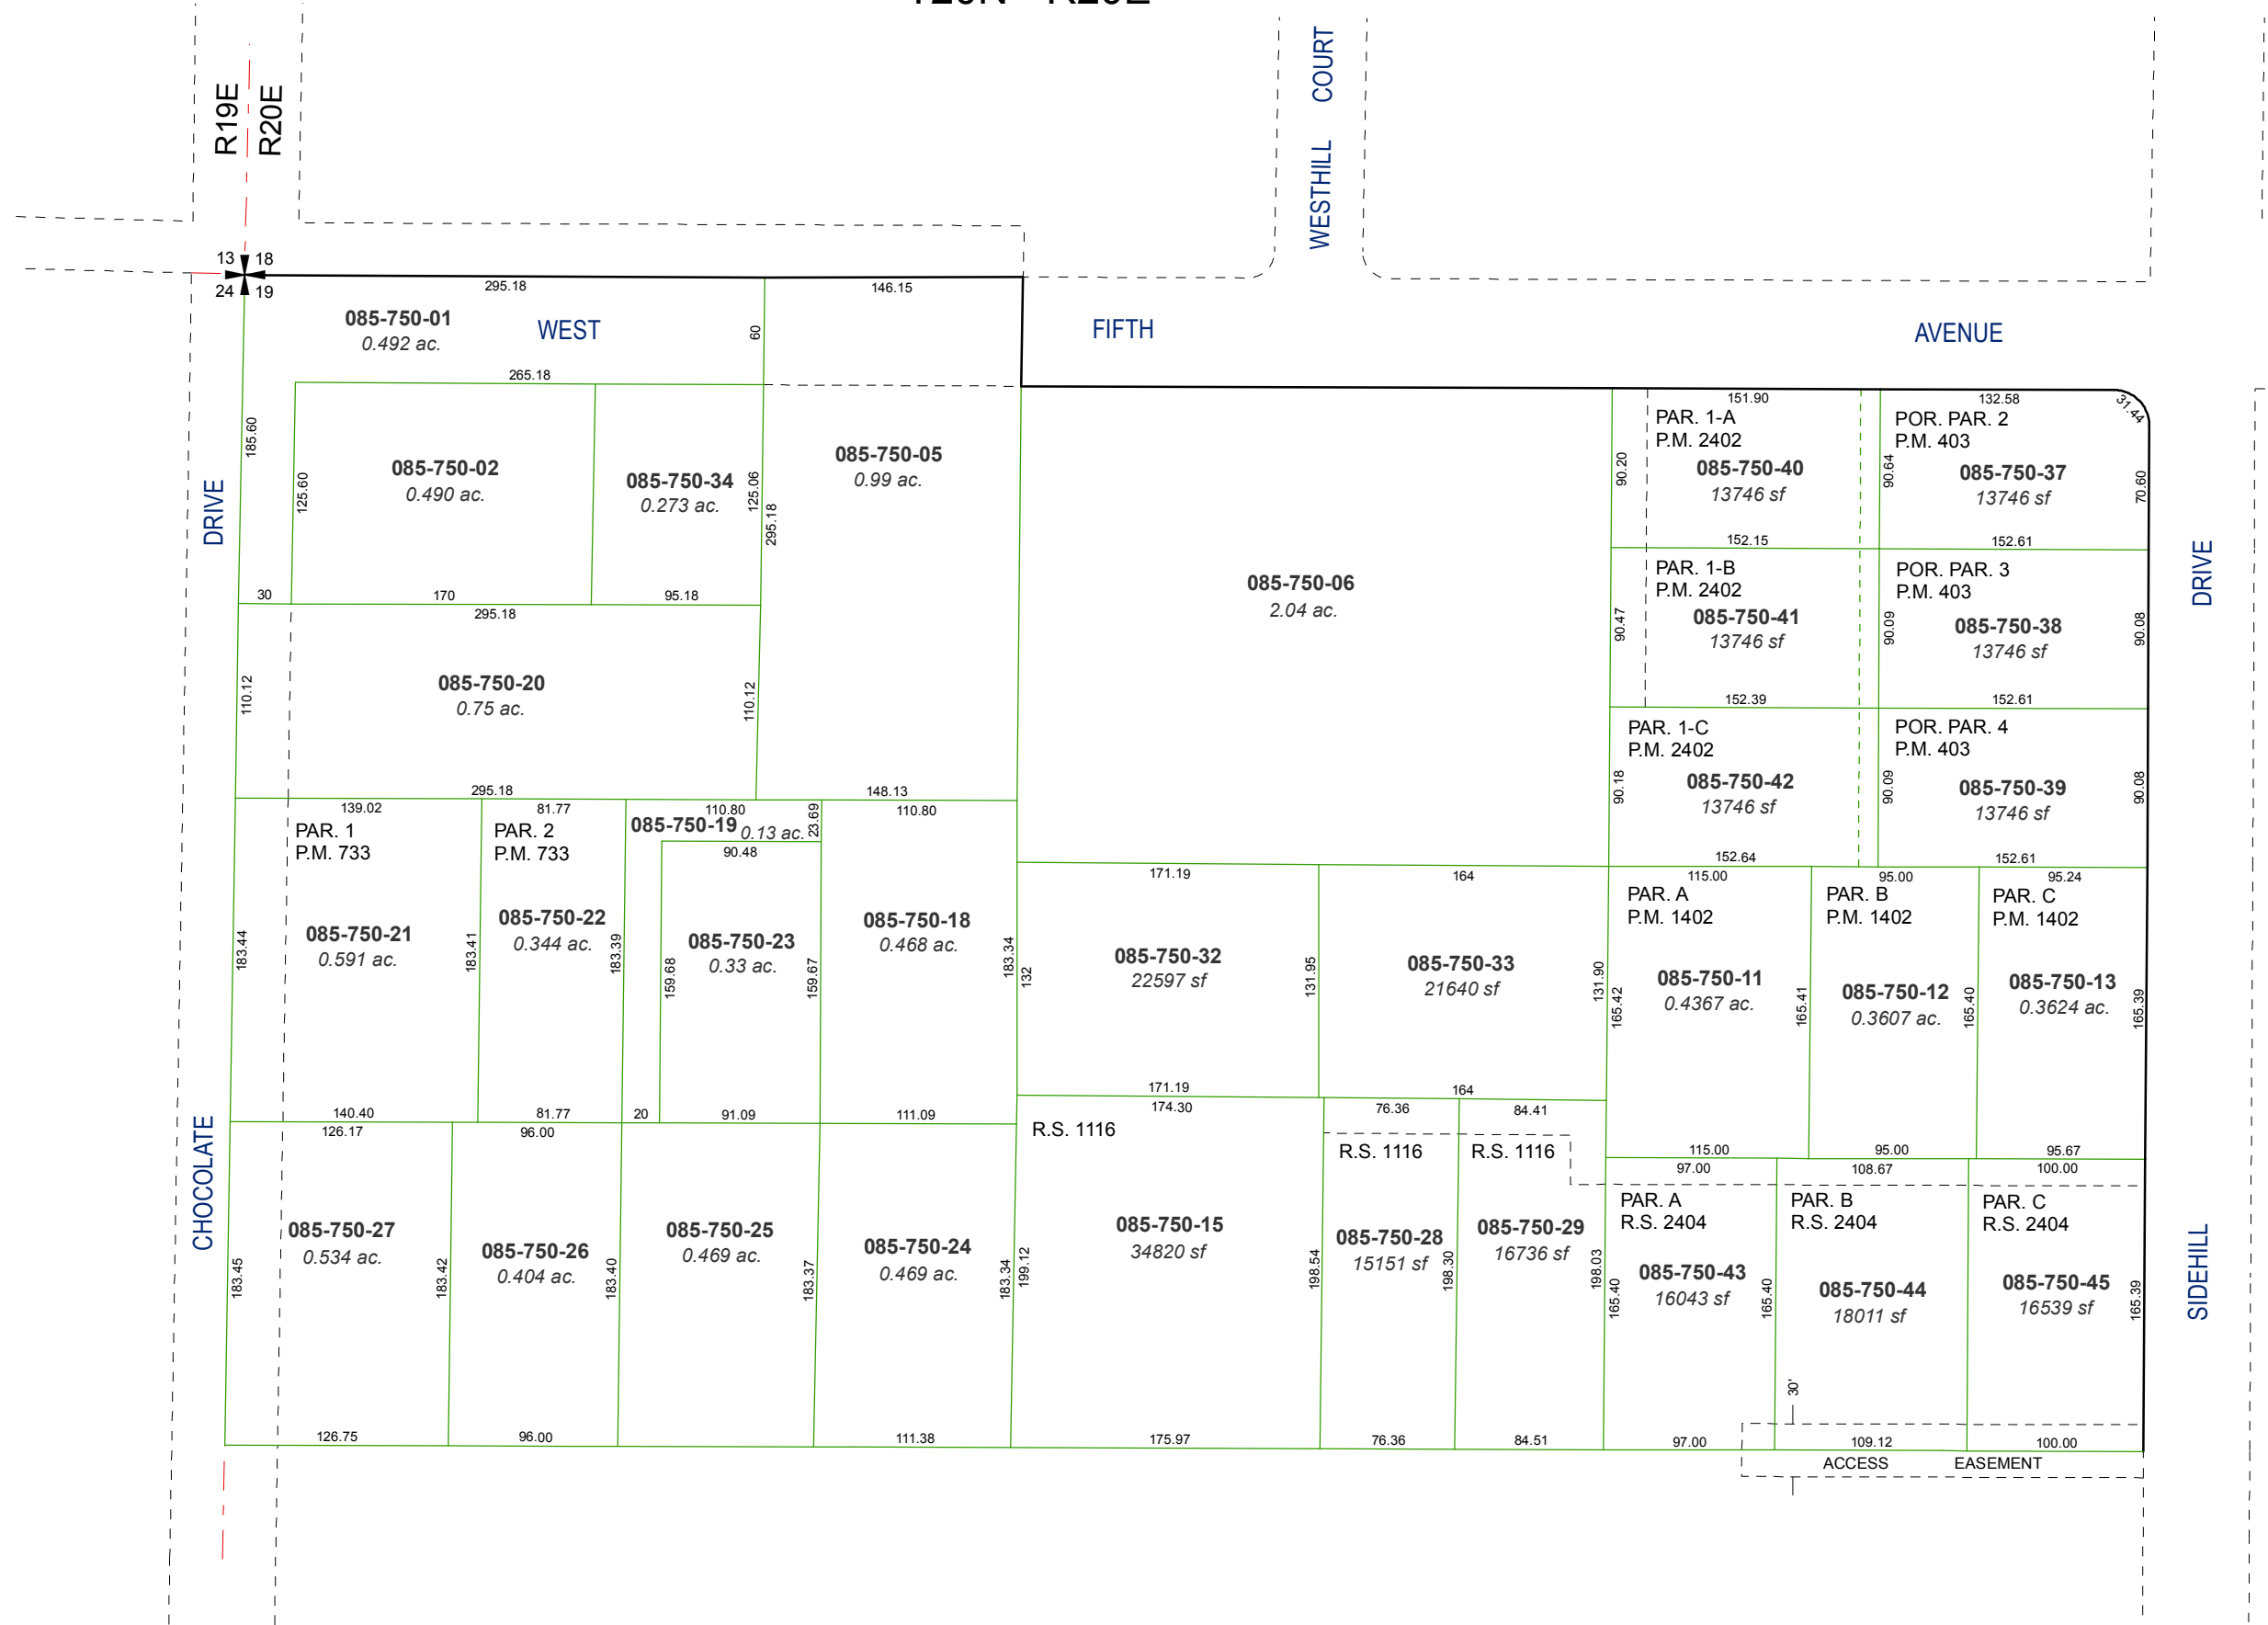 T20N - R20E
R19E
R20E
WESTHILL COURT
13
18
24
19
295.18
146.15
085-750-01
0.492 ac.
WEST
FIFTH
AVENUE
60
265.18
185.60
DRIVE
125.60
085-750-02
0.490 ac.
085-750-34
0.273 ac.
125.06
295.18
085-750-05
0.99 ac.
30
170
95.18
295.18
110.12
085-750-20
0.75 ac.
110.12
295.18
148.13
085-750-06
2.04 ac.
151.90
PAR. 1-A
P.M. 2402
90.20
085-750-40
13746 sf
152.15
132.58
31.44
POR. PAR. 2
P.M. 403
90.64
085-750-37
13746 sf
70.60
152.61
PAR. 1-B
P.M. 2402
90.47
085-750-41
13746 sf
152.39
POR. PAR. 3
P.M. 403
90.09
085-750-38
13746 sf
90.08
152.61
DRIVE
PAR. 1-C
P.M. 2402
90.18
085-750-42
13746 sf
152.64
POR. PAR. 4
P.M. 403
90.09
085-750-39
13746 sf
90.08
152.61
139.02
81.77
110.80
23.69
110.80
PAR. 1
P.M. 733
PAR. 2
P.M. 733
085-750-19 0.13 ac.
90.48
183.44
085-750-21
0.591 ac.
183.41
085-750-22
0.344 ac.
183.39
159.68
085-750-23
0.33 ac.
159.67
085-750-18
0.468 ac.
183.34
132
140.40
81.77
20
91.09
111.09
171.19
164
085-750-32
22597 sf
131.95
085-750-33
21640 sf
131.90
171.19
164
115.00
95.00
95.24
PAR. A
P.M. 1402
PAR. B
P.M. 1402
PAR. C
P.M. 1402
165.42
085-750-11
0.4367 ac.
165.41
085-750-12
0.3607 ac.
165.40
085-750-13
0.3624 ac.
165.39
115.00
95.00
95.67
CHOCOLATE
126.17
96.00
183.45
085-750-27
0.534 ac.
183.42
085-750-26
0.404 ac.
183.40
085-750-25
0.469 ac.
183.37
085-750-24
0.469 ac.
183.34
126.75
96.00
111.38
174.30
76.36
84.41
R.S. 1116
R.S. 1116
R.S. 1116
199.12
085-750-15
34820 sf
198.54
085-750-28
15151 sf
198.30
085-750-29
16736 sf
198.03
175.97
76.36
84.51
97.00
108.67
100.00
PAR. A
R.S. 2404
PAR. B
R.S. 2404
PAR. C
R.S. 2404
165.40
085-750-43
16043 sf
165.40
085-750-44
18011 sf
085-750-45
16539 sf
165.39
SIDEHILL
30'
97.00
109.12
100.00
ACCESS EASEMENT